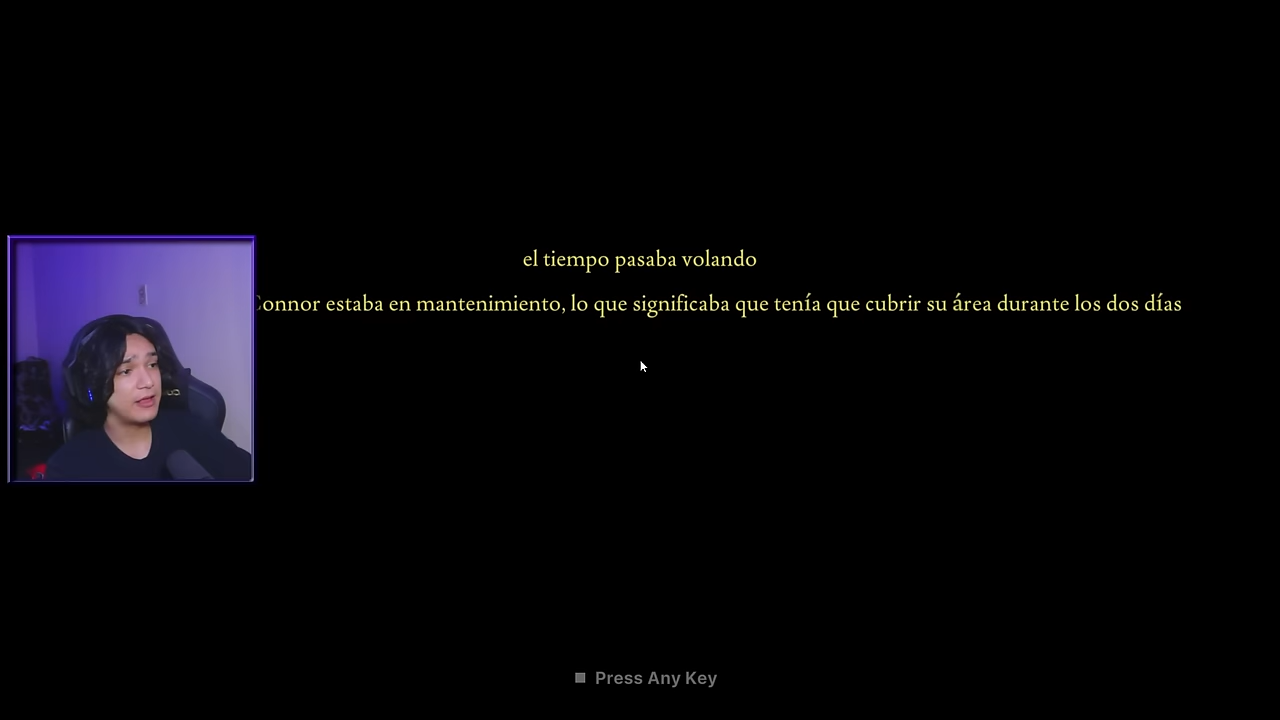 el tiempo pasaba volando
Connor estaba en mantenimiento, lo que significaba que tenía que cubrir su área durante los dos días
Press Any Key